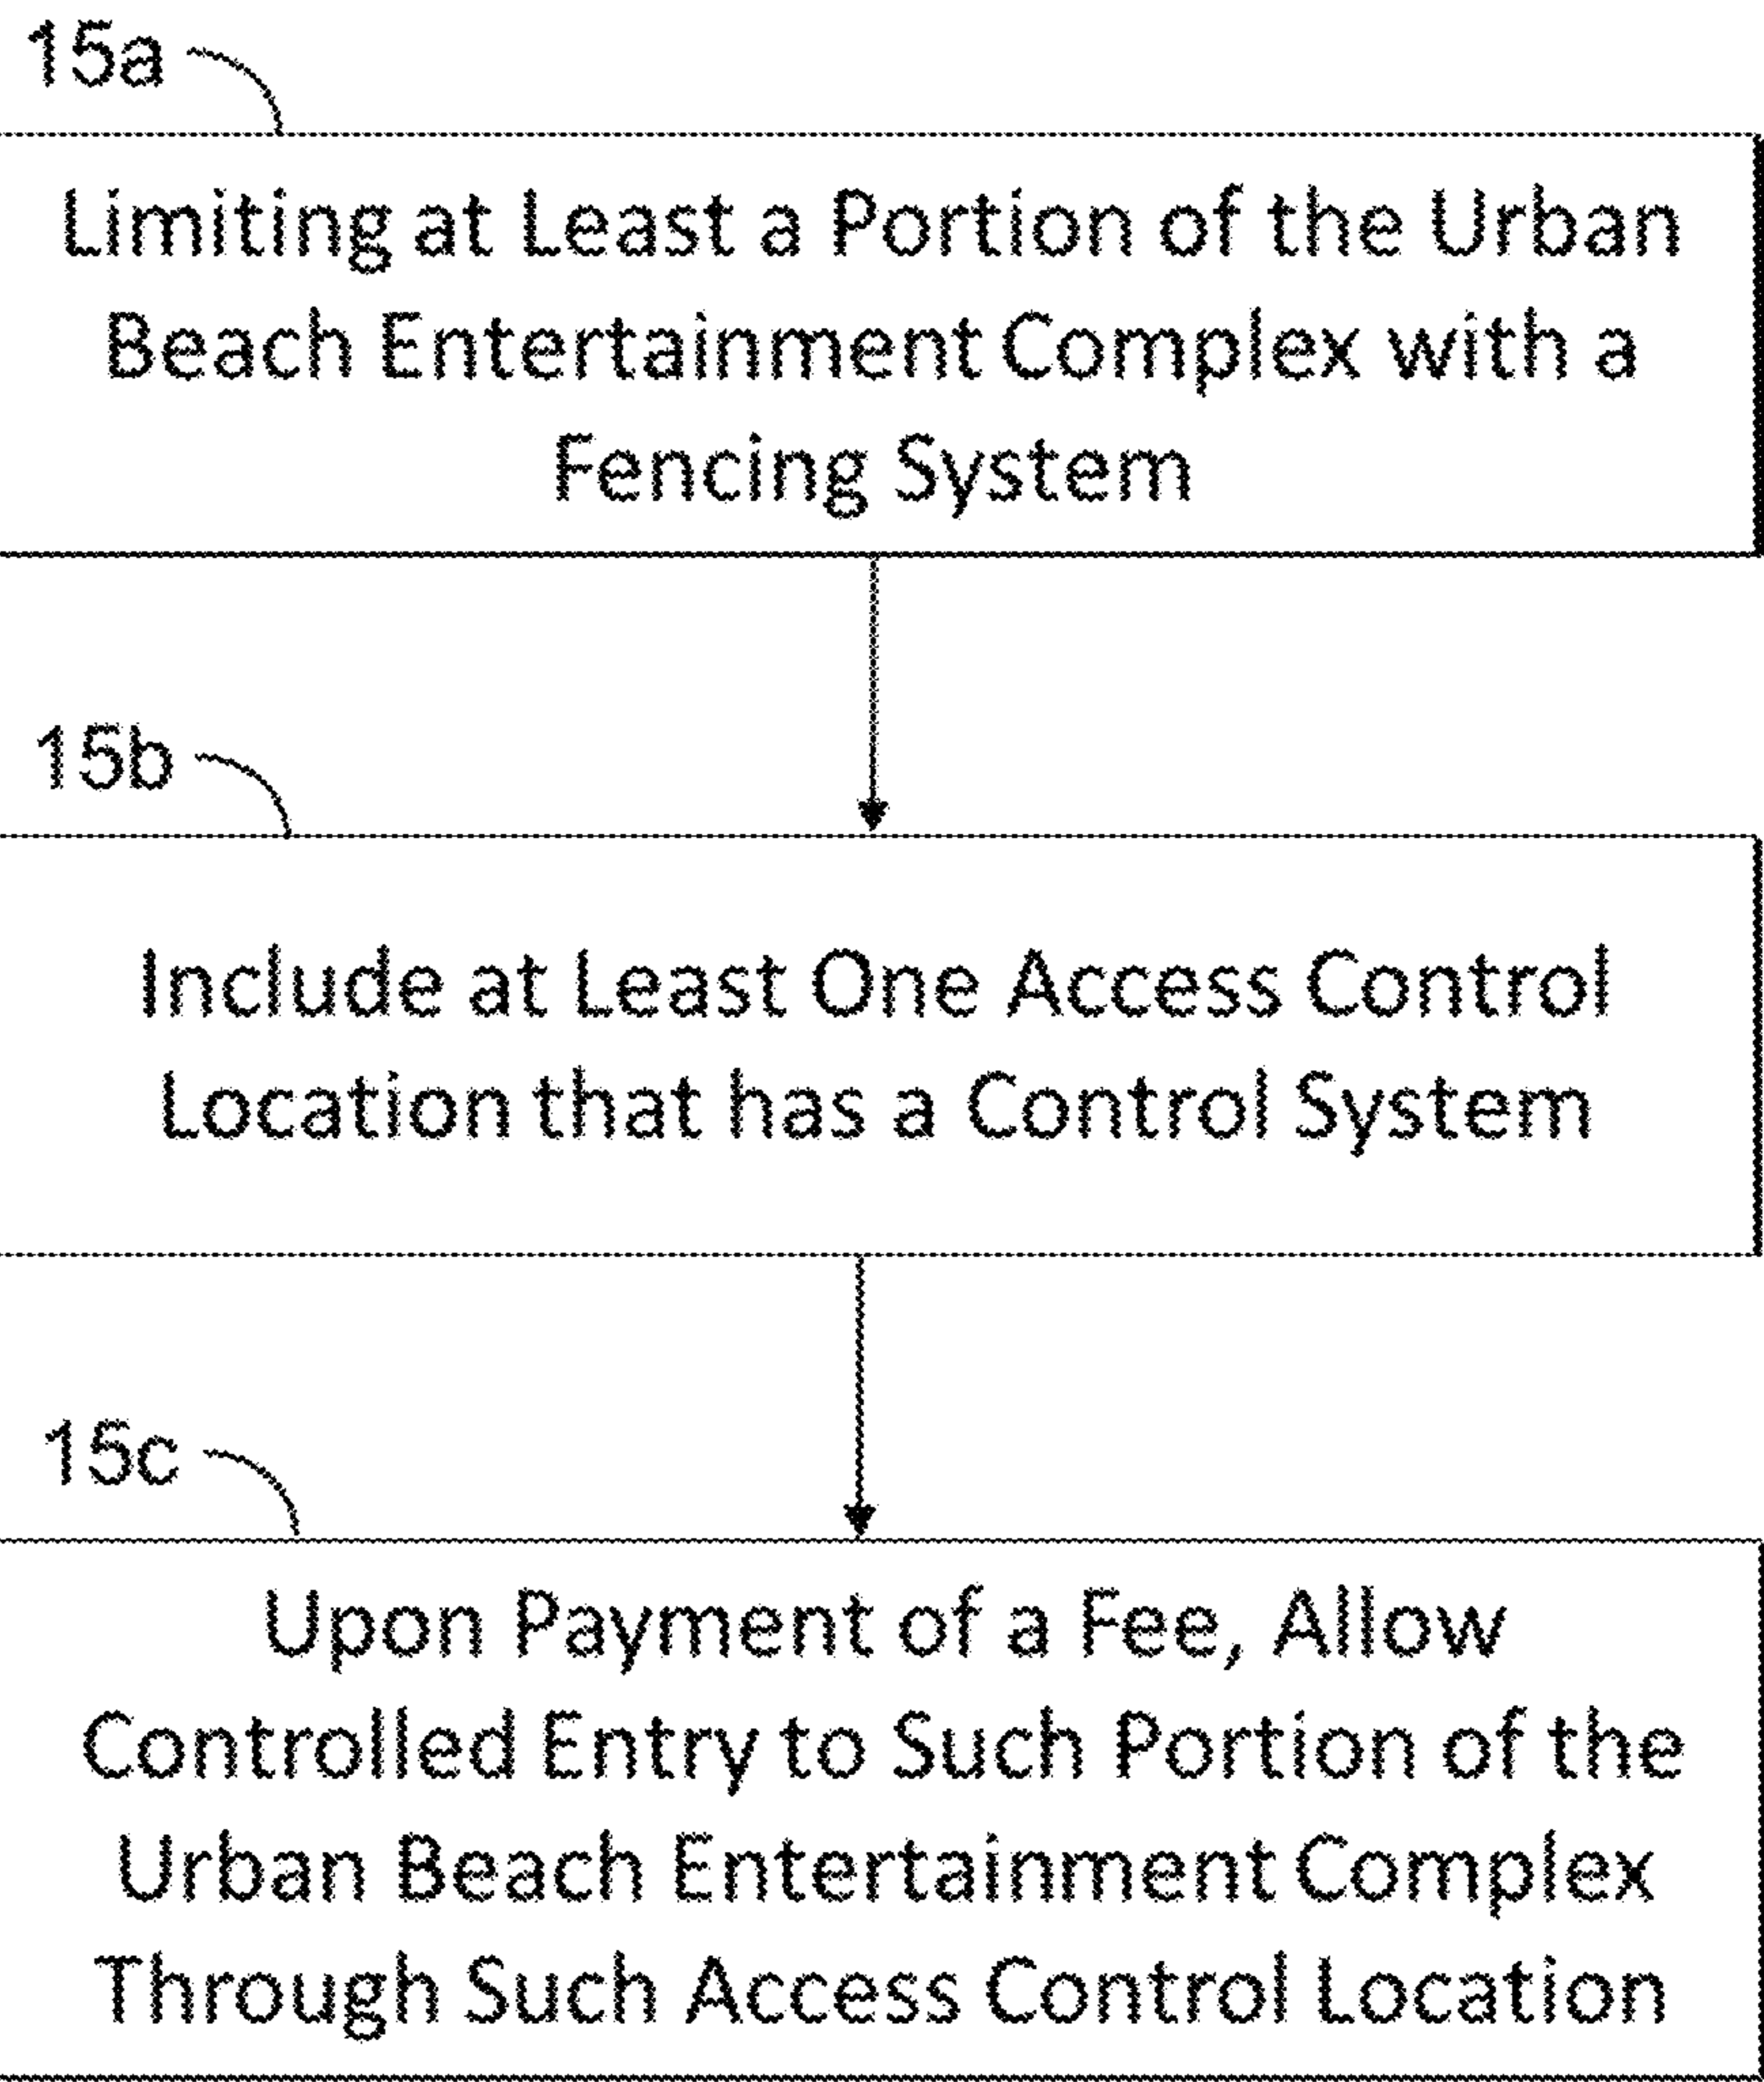 15a
Limiting at Least a Portion of the Urban
Beach Entertainment Complex with a
Fencing System
15b
Include at Least One Access Control
Location that has a Control System
15c
Upon Payment of a Fee, Allow
Controlled Entry to Such Portion of the
Urban Beach Entertainment Complex
Through Such Access Control Location